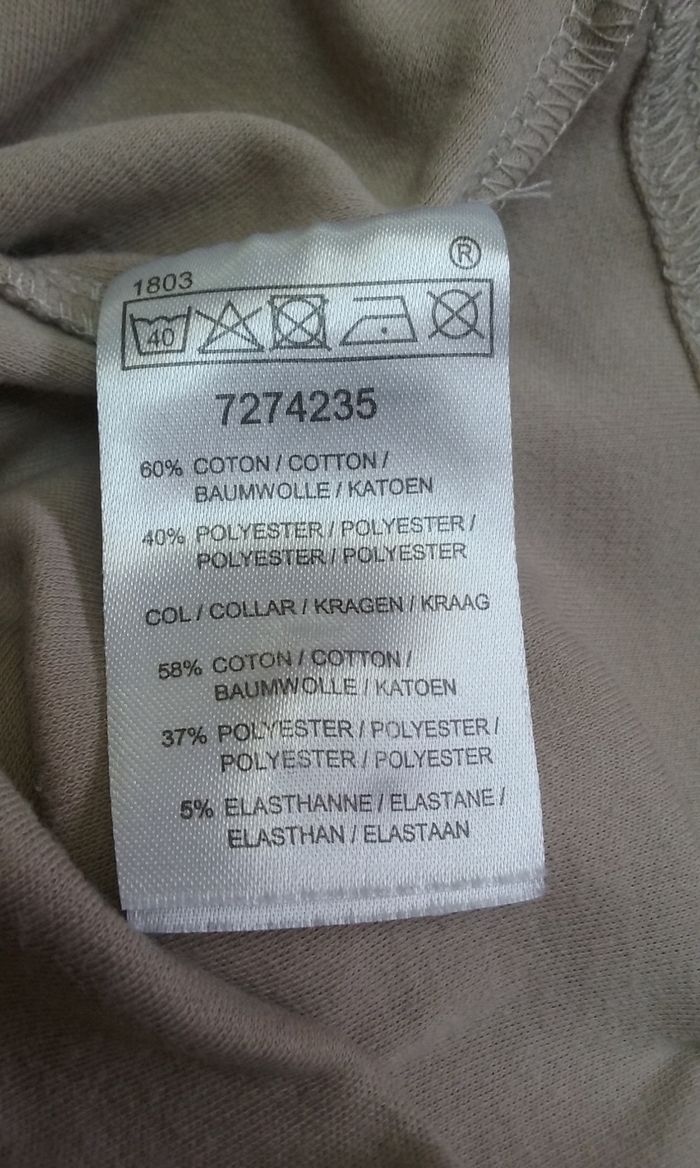 ®
1803
40
7274235
60% COTON / COTTON /
BAUMWOLLE / KATOEN
40% POLYESTER / POLYESTER /
POLYESTER / POLYESTER
COL / COLLAR / KRAGEN / KRAAG
58% COTON / COTTON /
BAUMWOLLE / KATOEN
37% POLYESTER / POLYESTER /
POLYESTER / POLYESTER
5% ELASTHANNE / ELASTANE /
ELASTHAN / ELASTAAN